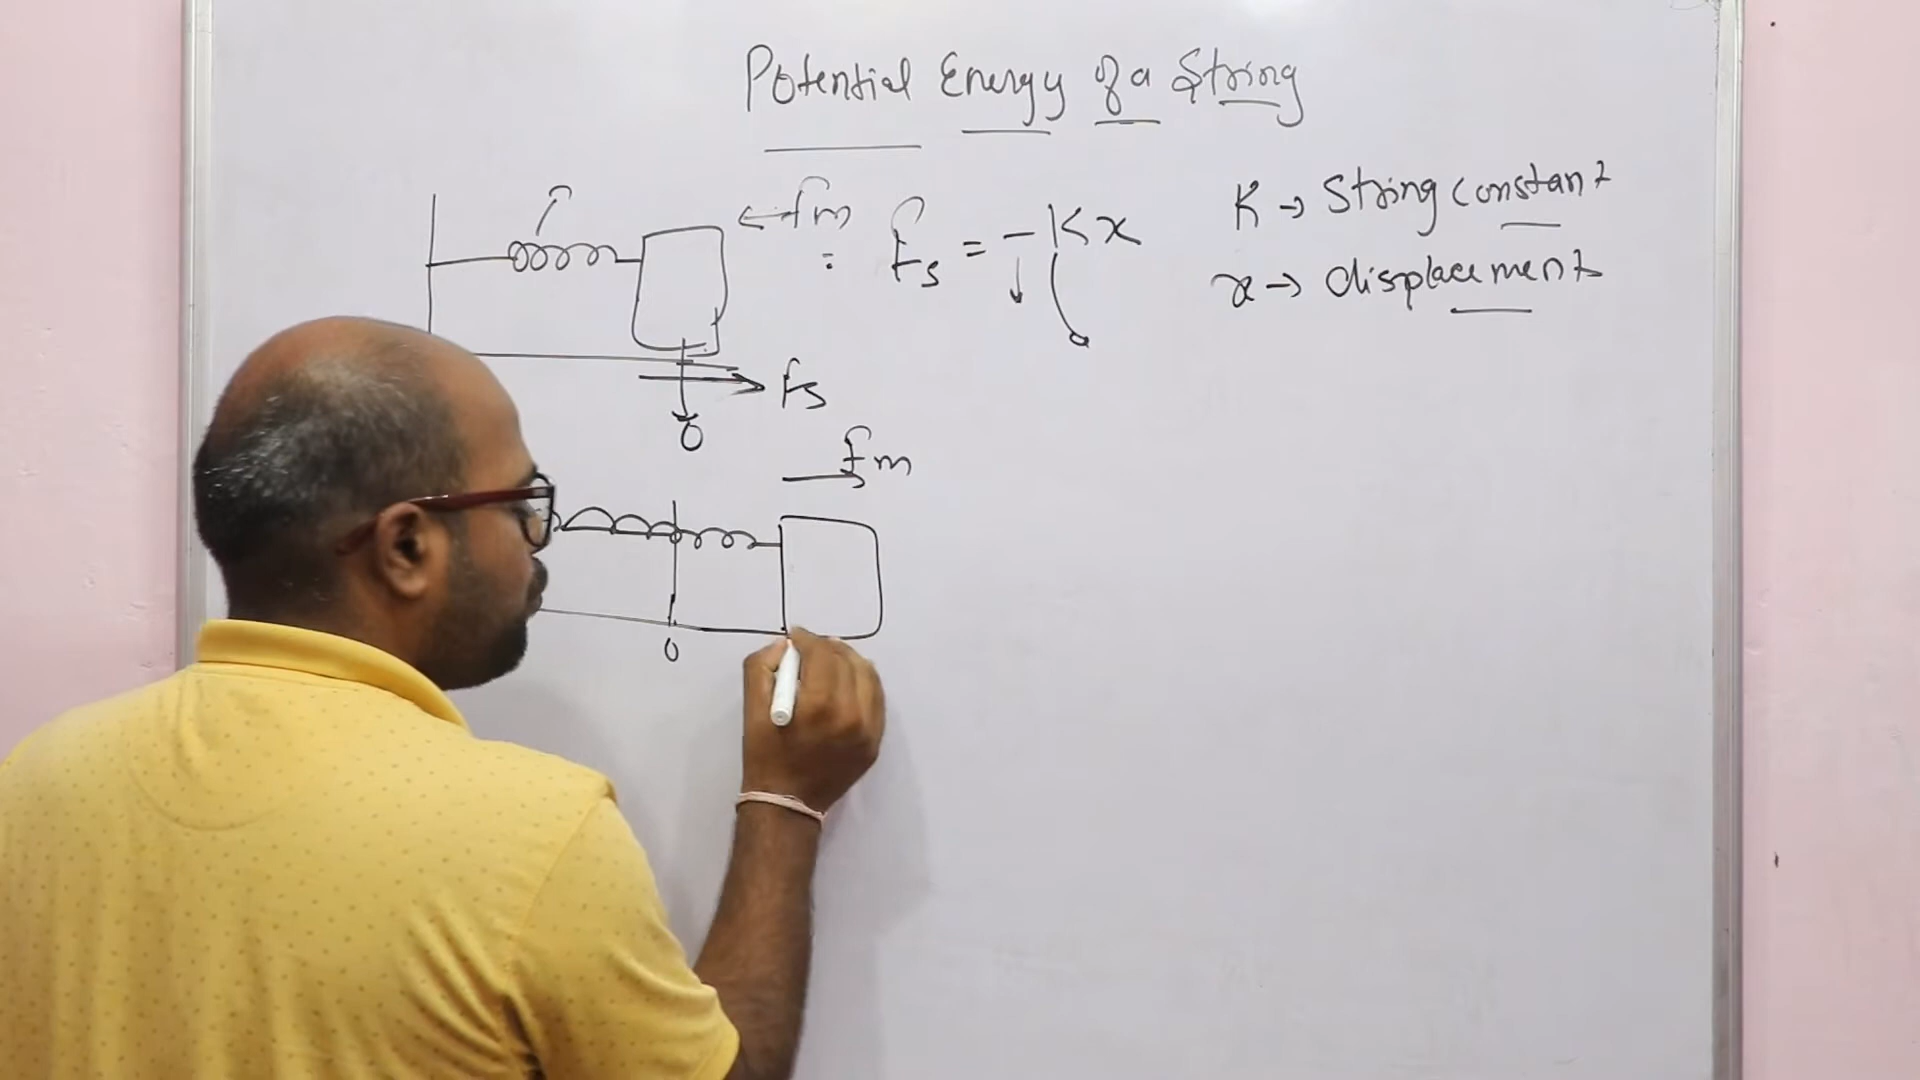 Potential Energy of a String
← fm
Fs = - Kx
K → String constant
x → displacement
fs
0
fm
0